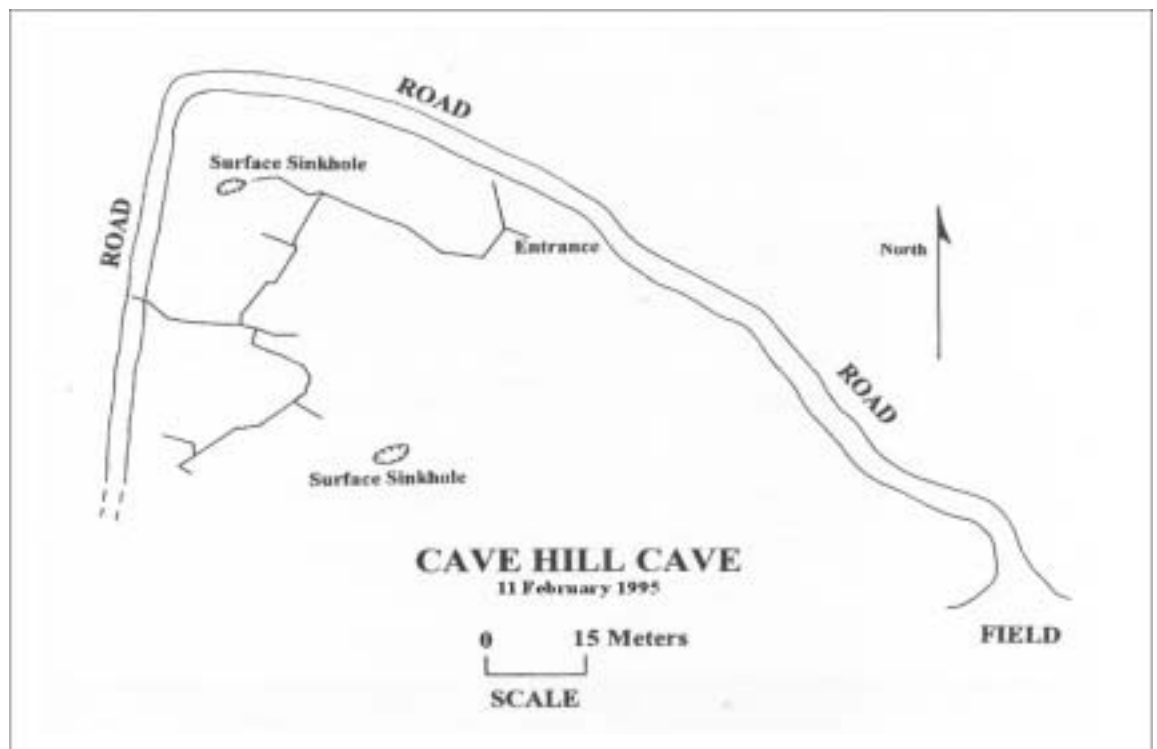 ROAD
Surface Sinkhole
ROAD
Entrance
North
ROAD
Surface Sinkhole
CAVE HILL CAVE
11 February 1995
0 15 Meters
SCALE
FIELD